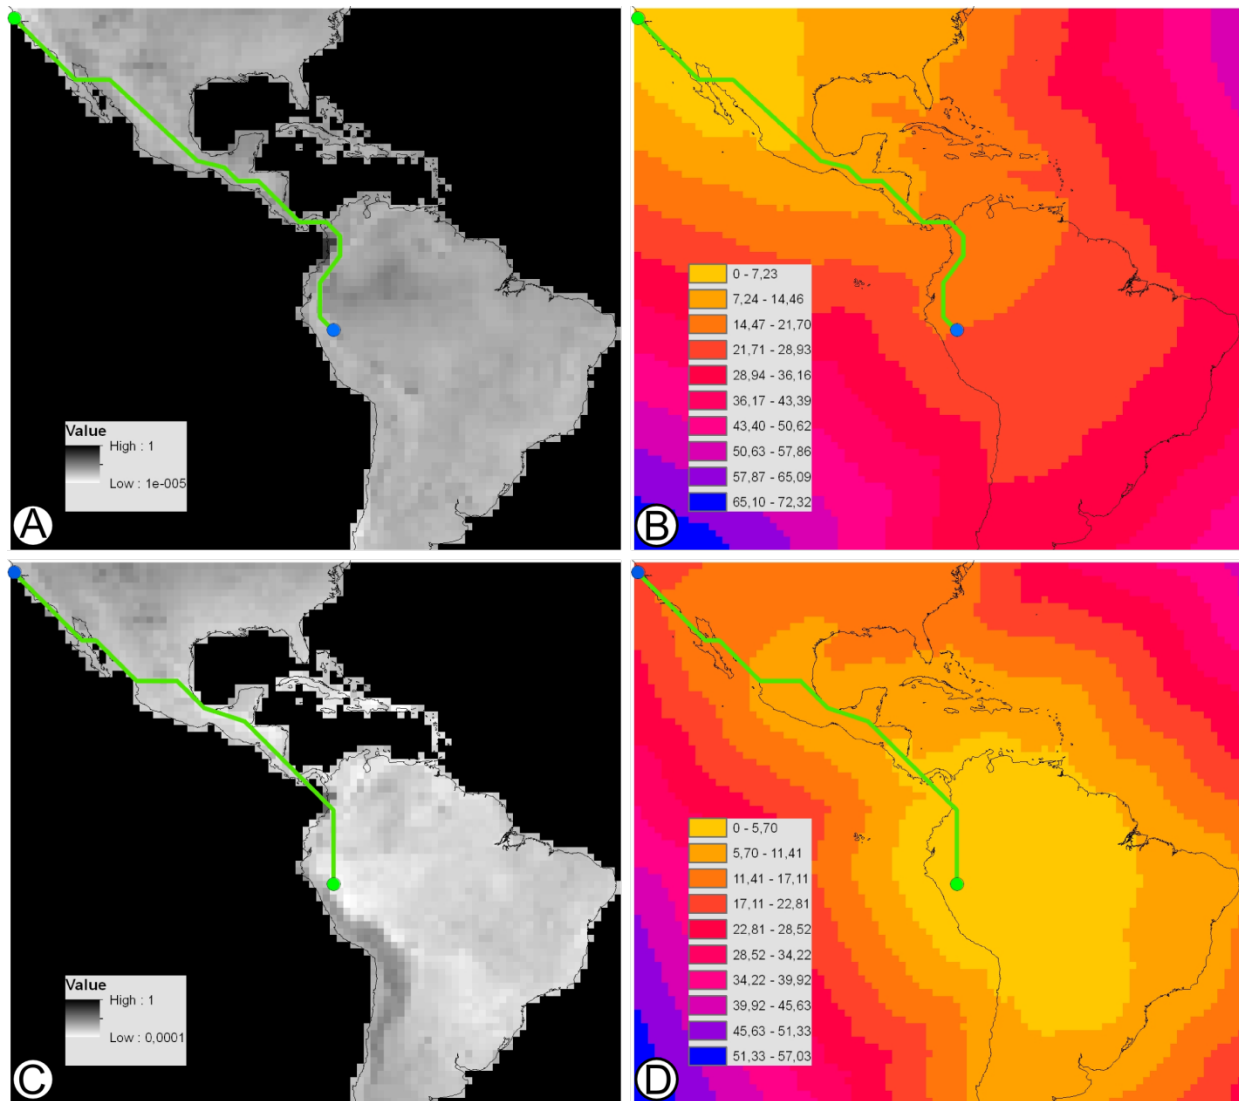 Value
High : 1
Low : 1e-005
A
0 - 7,23
7,24 - 14,46
14,47 - 21,70
21,71 - 28,93
28,94 - 36,16
36,17 - 43,39
43,40 - 50,62
50,63 - 57,86
57,87 - 65,09
65,10 - 72,32
B
Value
High : 1
Low : 0,0001
C
0 - 5,70
5,70 - 11,41
11,41 - 17,11
17,11 - 22,81
22,81 - 28,52
28,52 - 34,22
34,22 - 39,92
39,92 - 45,63
45,63 - 51,33
51,33 - 57,03
D